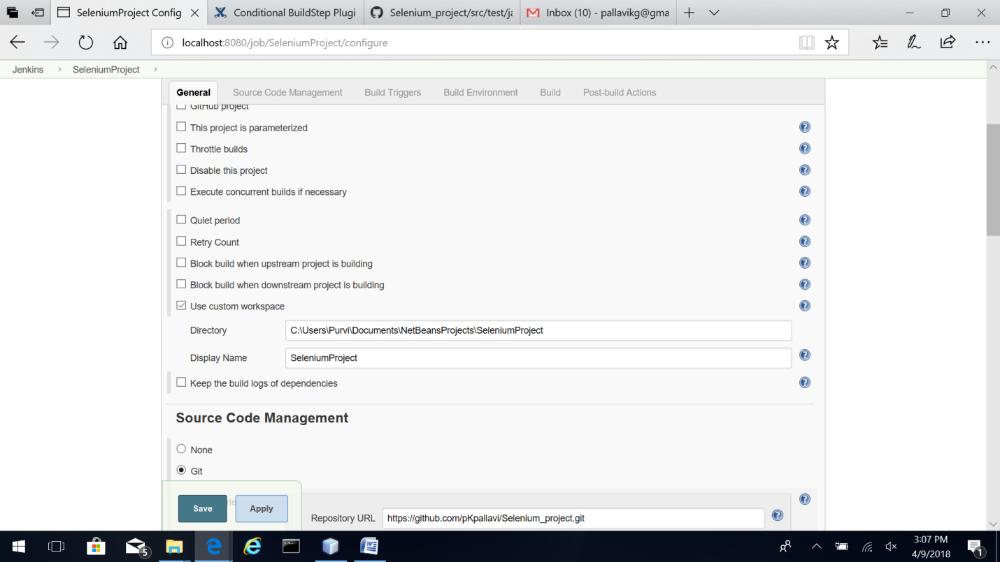 SeleniumProject Config
Conditional BuildStep Plugi
Selenium_project/src/test/ja
Inbox (10) - pallavikg@gma
localhost:8080/job/SeleniumProject/configure
Jenkins
SeleniumProject
General
Source Code Management
Build Triggers
Build Environment
Build
Post-build Actions
GitHub project
This project is parameterized
Throttle builds
Disable this project
Execute concurrent builds if necessary
Quiet period
Retry Count
Block build when upstream project is building
Block build when downstream project is building
Use custom workspace
Directory
C:\Users\Purvi\Documents\NetBeansProjects\SeleniumProject
Display Name
SeleniumProject
Keep the build logs of dependencies
Source Code Management
None
Git
Save
Apply
Repository URL
https://github.com/pKpallavi/Selenium_project.git
5
3:07 PM
4/9/2018
1